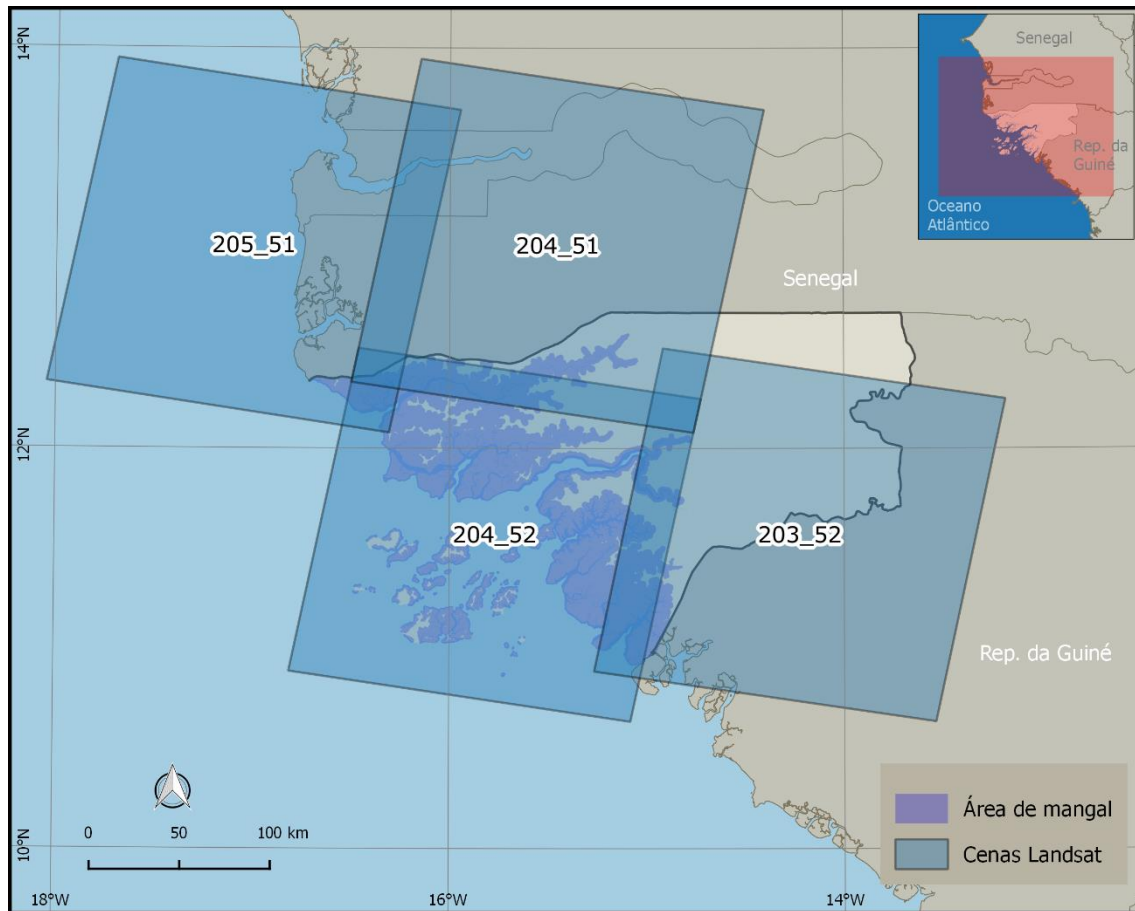 14°N
Senegal
Rep. da
Guiné
Oceano
Atlântico
205_51
204_51
Senegal
12°N
204_52
203_52
Rep. da Guiné
0 50 100 km
Área de mangal
Cenas Landsat
10°N
18°W 16°W 14°W